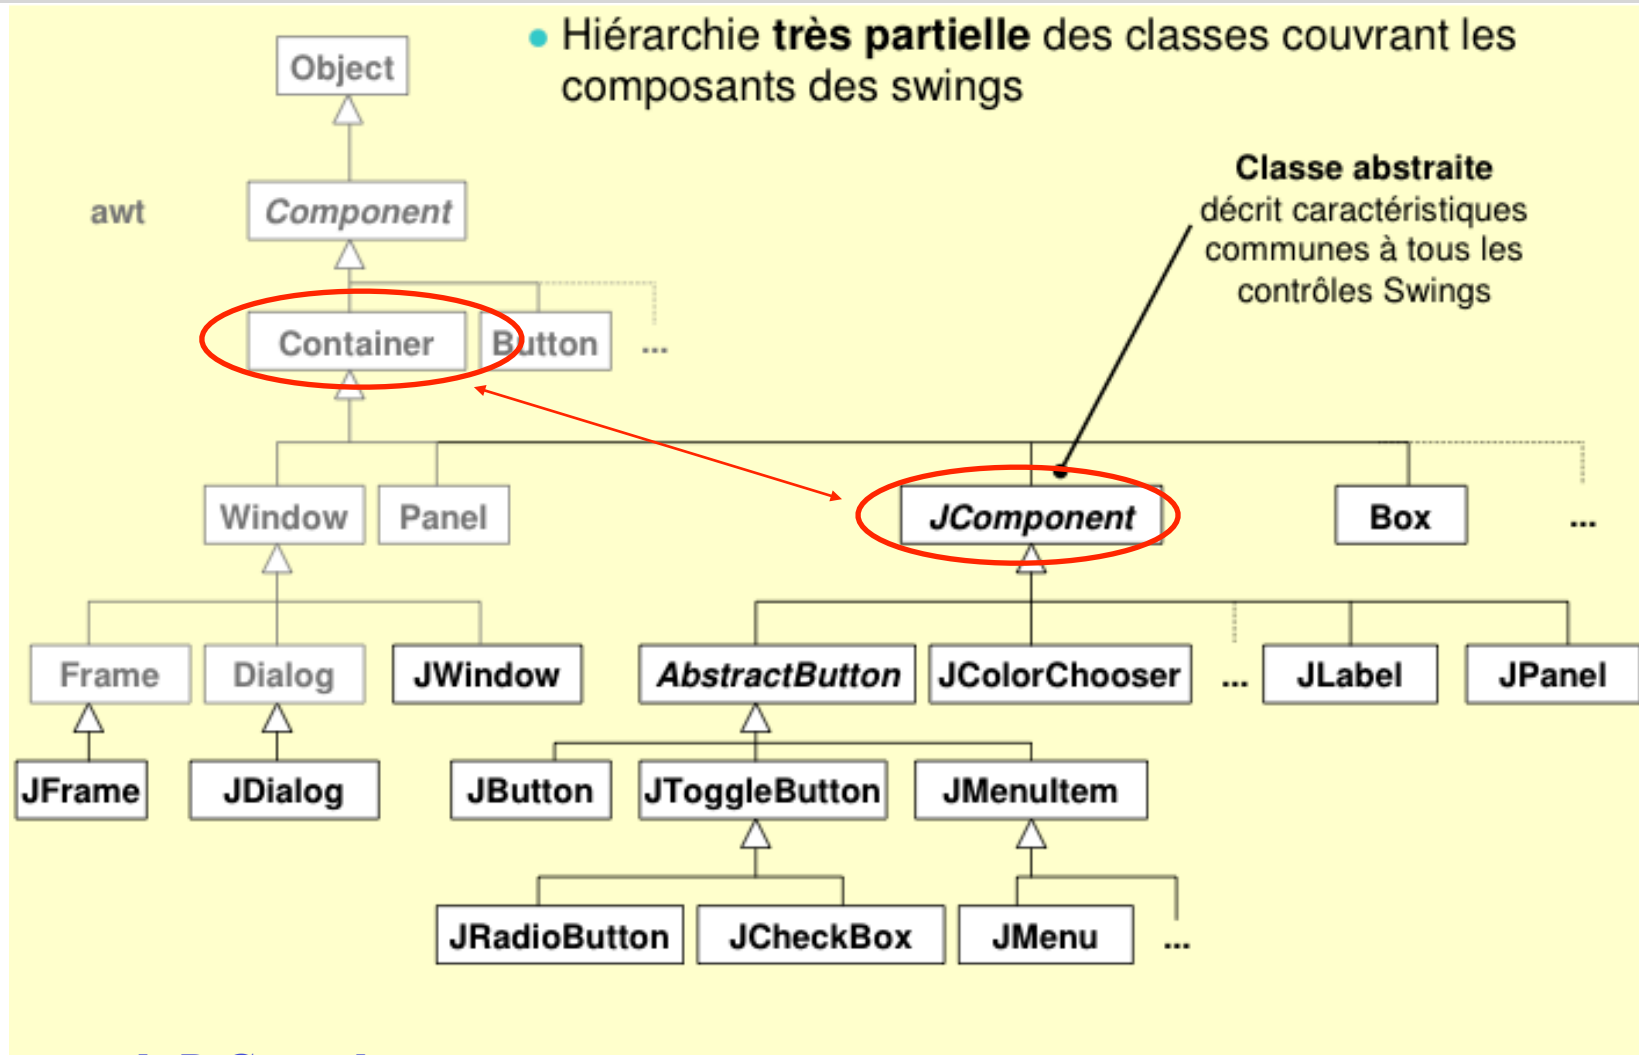 Hiérarchie très partielle des classes couvrant les
composants des swings
Object
Classe abstraite
décrit caractéristiques
communes à tous les
contrôles Swings
awt
Component
Container
Button
...
Window
Panel
JComponent
Box
...
Frame
Dialog
JWindow
AbstractButton
JColorChooser
...
JLabel
JPanel
JFrame
JDialog
JButton
JToggleButton
JMenuItem
JRadioButton
JCheckBox
JMenu
...